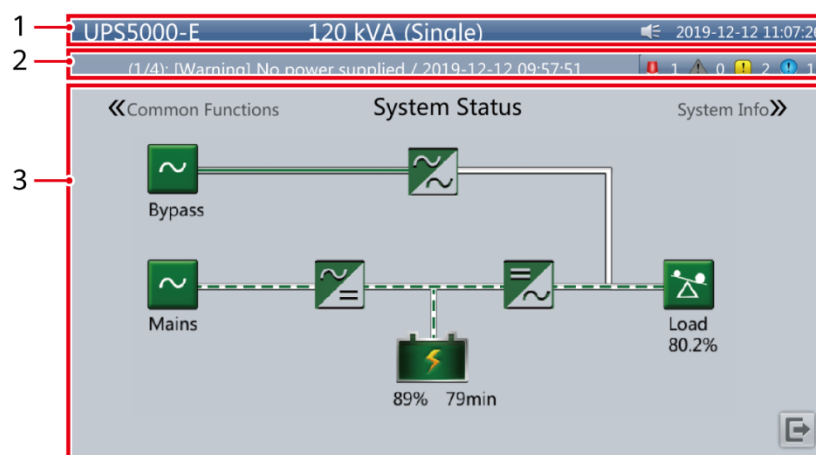 1
UPS5000-E 120 kVA (Single) 2019-12-12 11:07:26
2
(1/4): [Warning] No power supplied / 2019-12-12 09:57:51 1 0 2 1
3
«Common Functions System Status System Info»
Bypass
Mains
Load
80.2%
89% 79min